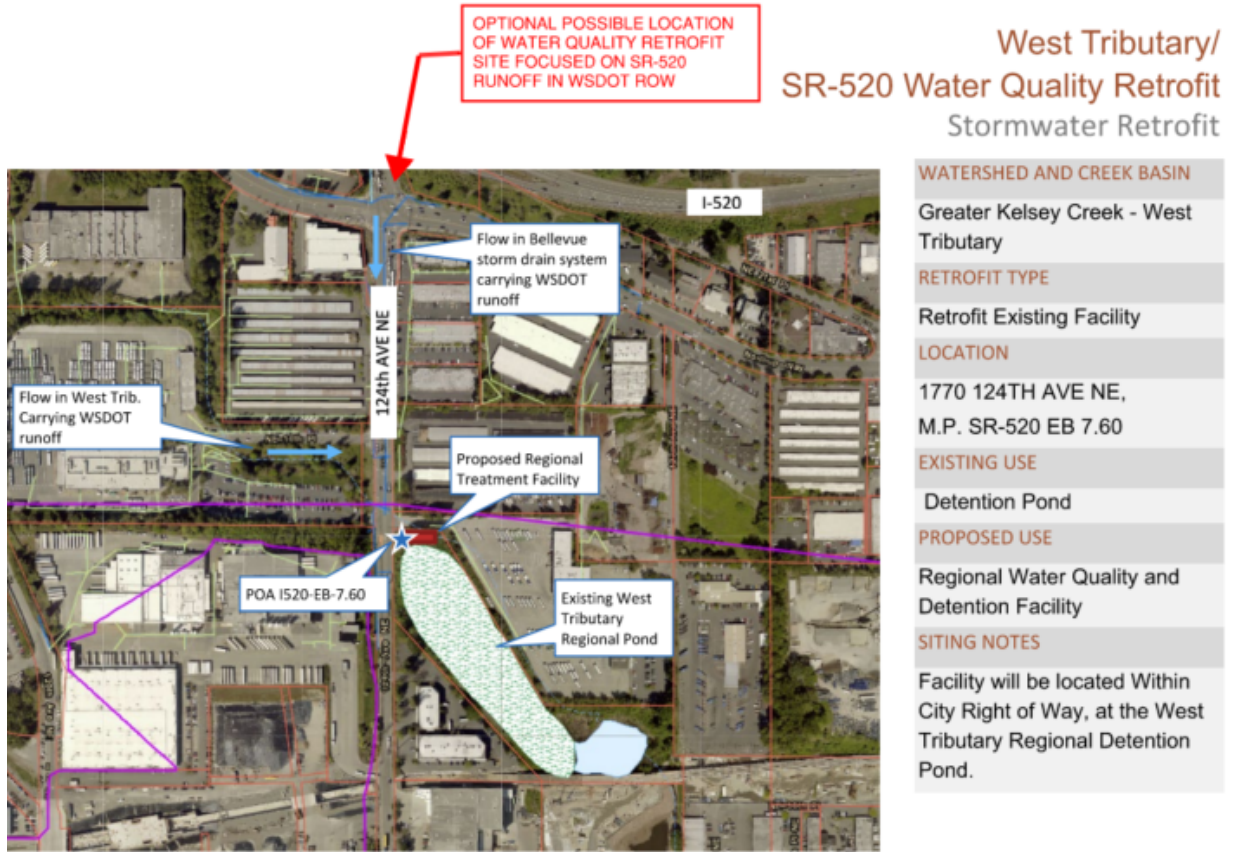 OPTIONAL POSSIBLE LOCATION
OF WATER QUALITY RETROFIT
SITE FOCUSED ON SR-520
RUNOFF IN WSDOT ROW
West Tributary/
SR-520 Water Quality Retrofit
Stormwater Retrofit
I-520
Flow in Bellevue
storm drain system
carrying WSDOT
runoff
124th AVE NE
Flow in West Trib.
Carrying WSDOT
runoff
Proposed Regional
Treatment Facility
POA I520-EB-7.60
Existing West
Tributary
Regional Pond
WATERSHED AND CREEK BASIN
Greater Kelsey Creek - West
Tributary
RETROFIT TYPE
Retrofit Existing Facility
LOCATION
1770 124TH AVE NE,
M.P. SR-520 EB 7.60
EXISTING USE
Detention Pond
PROPOSED USE
Regional Water Quality and
Detention Facility
SITING NOTES
Facility will be located Within
City Right of Way, at the West
Tributary Regional Detention
Pond.